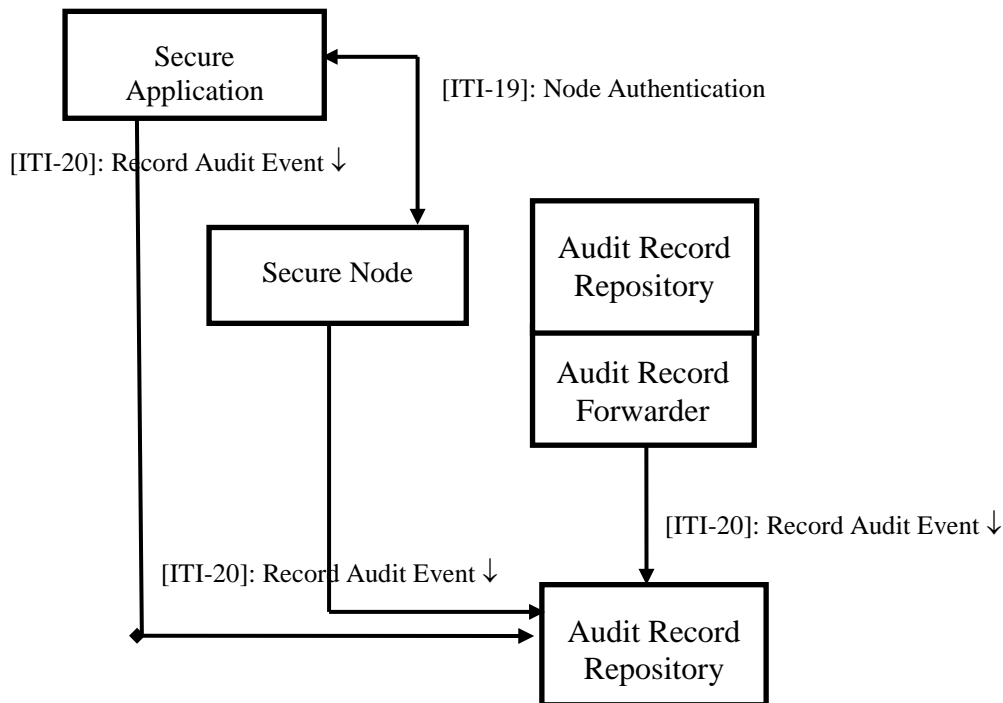 Secure
Application
[ITI-19]: Node Authentication
[ITI-20]: Record Audit Event ↓
Secure Node
Audit Record
Repository
Audit Record
Forwarder
[ITI-20]: Record Audit Event ↓
[ITI-20]: Record Audit Event ↓
Audit Record
Repository